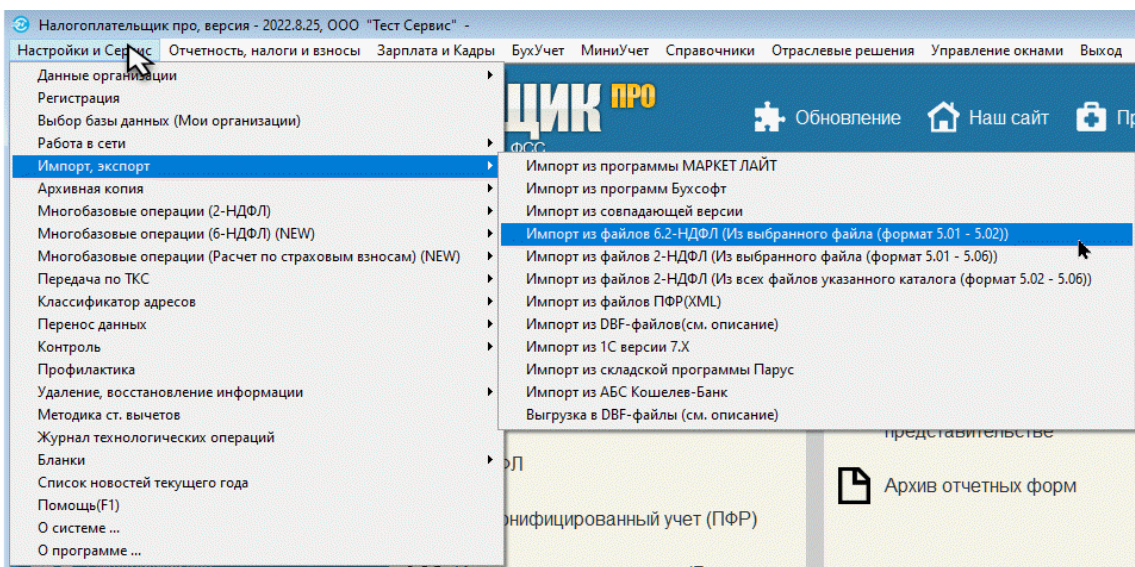 Налогоплательщик про, версия - 2022.8.25, ООО "Тест Сервис" -
Настройки и Сервис Отчетность, налоги и взносы Зарплата и Кадры БухУчет МиниУчет Справочники Отраслевые решения Управление окнами Выход
Данные организации
Регистрация
Выбор базы данных (Мои организации)
Работа в сети
Импорт, экспорт
Архивная копия
Многобазовые операции (2-НДФЛ)
Многобазовые операции (6-НДФЛ) (NEW)
Многобазовые операции (Расчет по страховым взносам) (NEW)
Передача по ТКС
Классификатор адресов
Перенос данных
Контроль
Профилактика
Удаление, восстановление информации
Методика ст. вычетов
Журнал технологических операций
Бланки
Список новостей текущего года
Помощь(F1)
О системе ...
О программе ...
ЩИК ПРО
ФСС
Обновление Наш сайт
Импорт из программы МАРКЕТ ЛАЙТ
Импорт из программ Бухсофт
Импорт из совпадающей версии
Импорт из файлов 6.2-НДФЛ (Из выбранного файла (формат 5.01 - 5.02))
Импорт из файлов 2-НДФЛ (Из выбранного файла (формат 5.01 - 5.06))
Импорт из файлов 2-НДФЛ (Из всех файлов указанного каталога (формат 5.02 - 5.06))
Импорт из файлов ПФР(XML)
Импорт из DBF-файлов(см. описание)
Импорт из 1С версии 7.X
Импорт из складской программы Парус
Импорт из АБС Кошелев-Банк
Выгрузка в DBF-файлы (см. описание)
представительстве
Архив отчетных форм
ФЛ
онифицированный учет (ПФР)